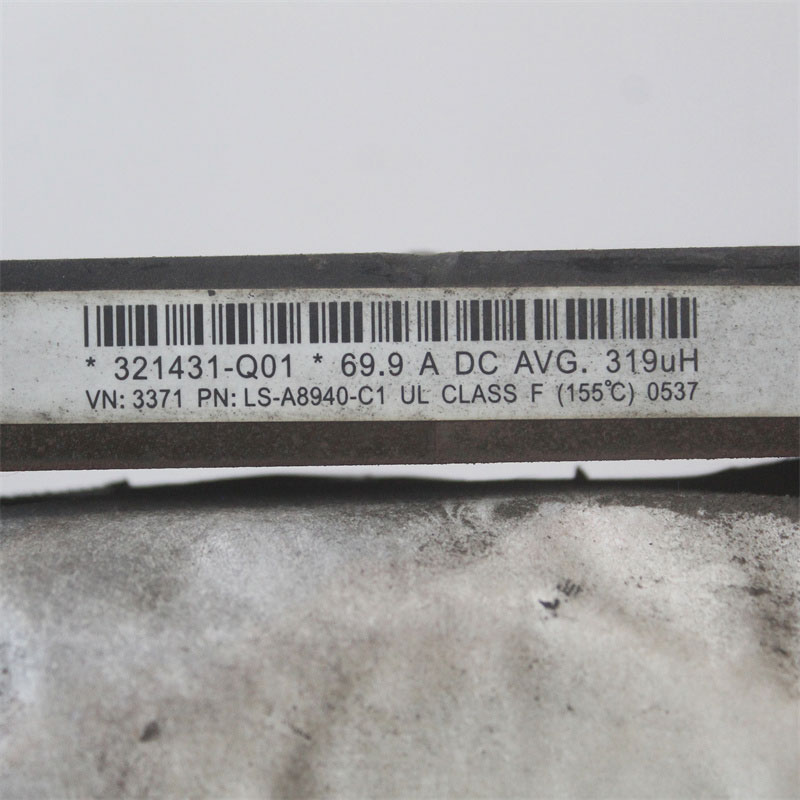 * 321431-Q01 * 69.9 A DC AVG. 319uH
VN: 3371 PN: LS-A8940-C1 UL CLASS F (155℃) 0537